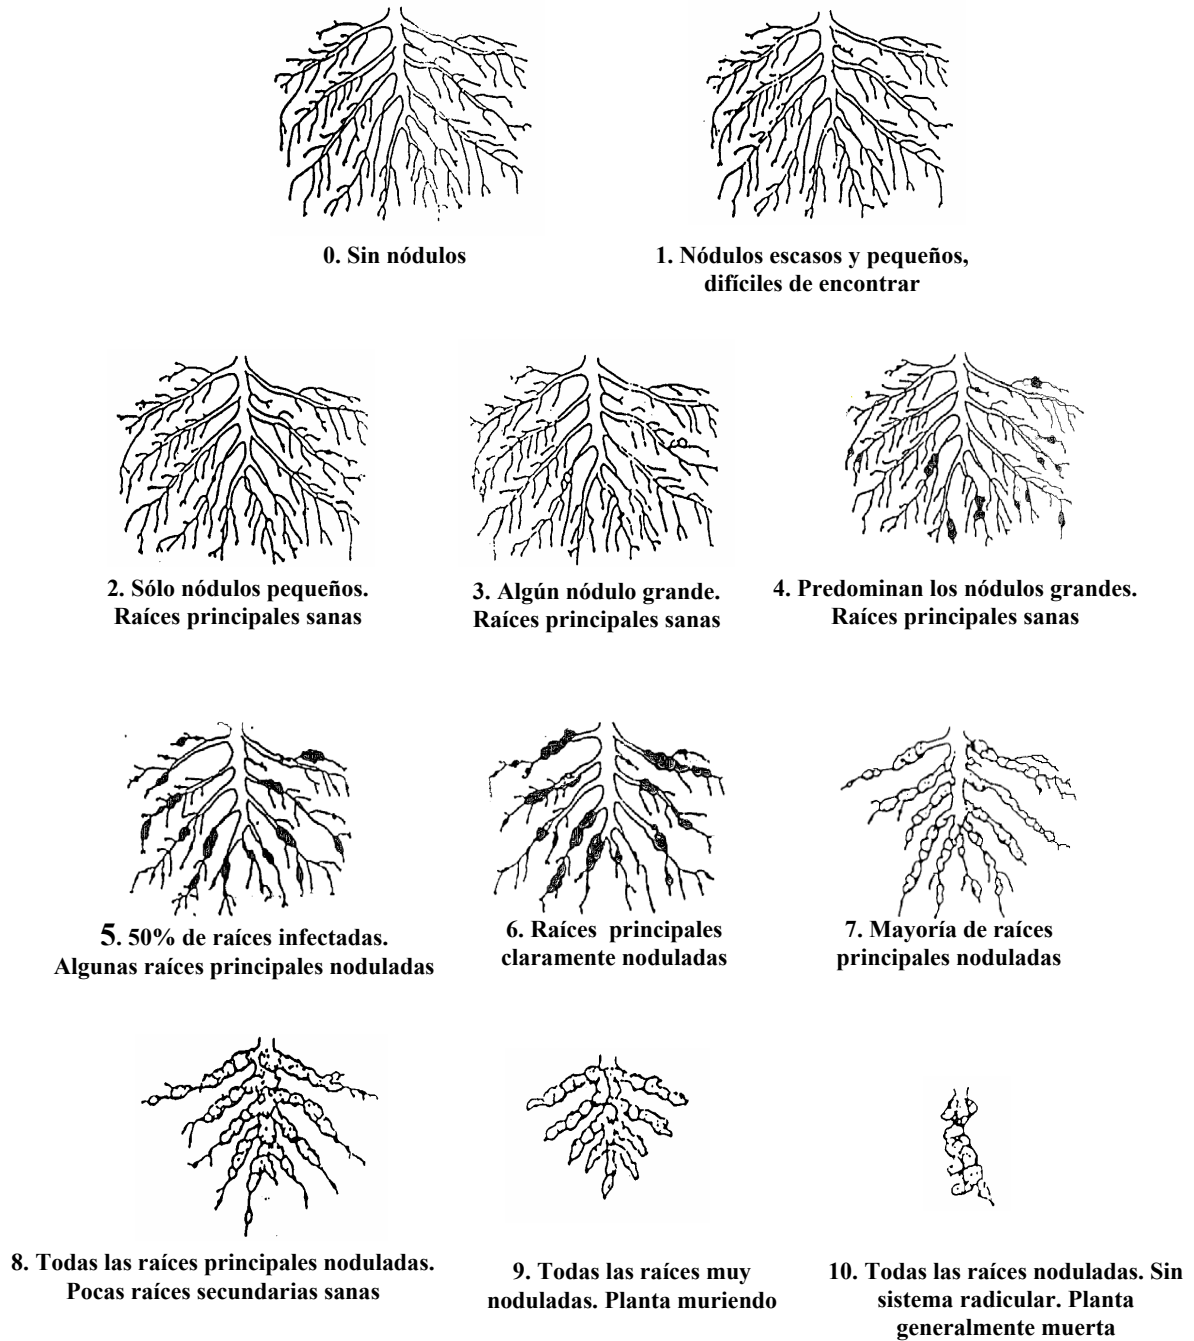 0. Sin nódulos
1. Nódulos escasos y pequeños,
difíciles de encontrar
2. Sólo nódulos pequeños.
Raíces principales sanas
3. Algún nódulo grande.
Raíces principales sanas
4. Predominan los nódulos grandes.
Raíces principales sanas
5. 50% de raíces infectadas.
Algunas raíces principales noduladas
6. Raíces principales
claramente noduladas
7. Mayoría de raíces
principales noduladas
8. Todas las raíces principales noduladas.
Pocas raíces secundarias sanas
9. Todas las raíces muy
noduladas. Planta muriendo
10. Todas las raíces noduladas. Sin
sistema radicular. Planta
generalmente muerta